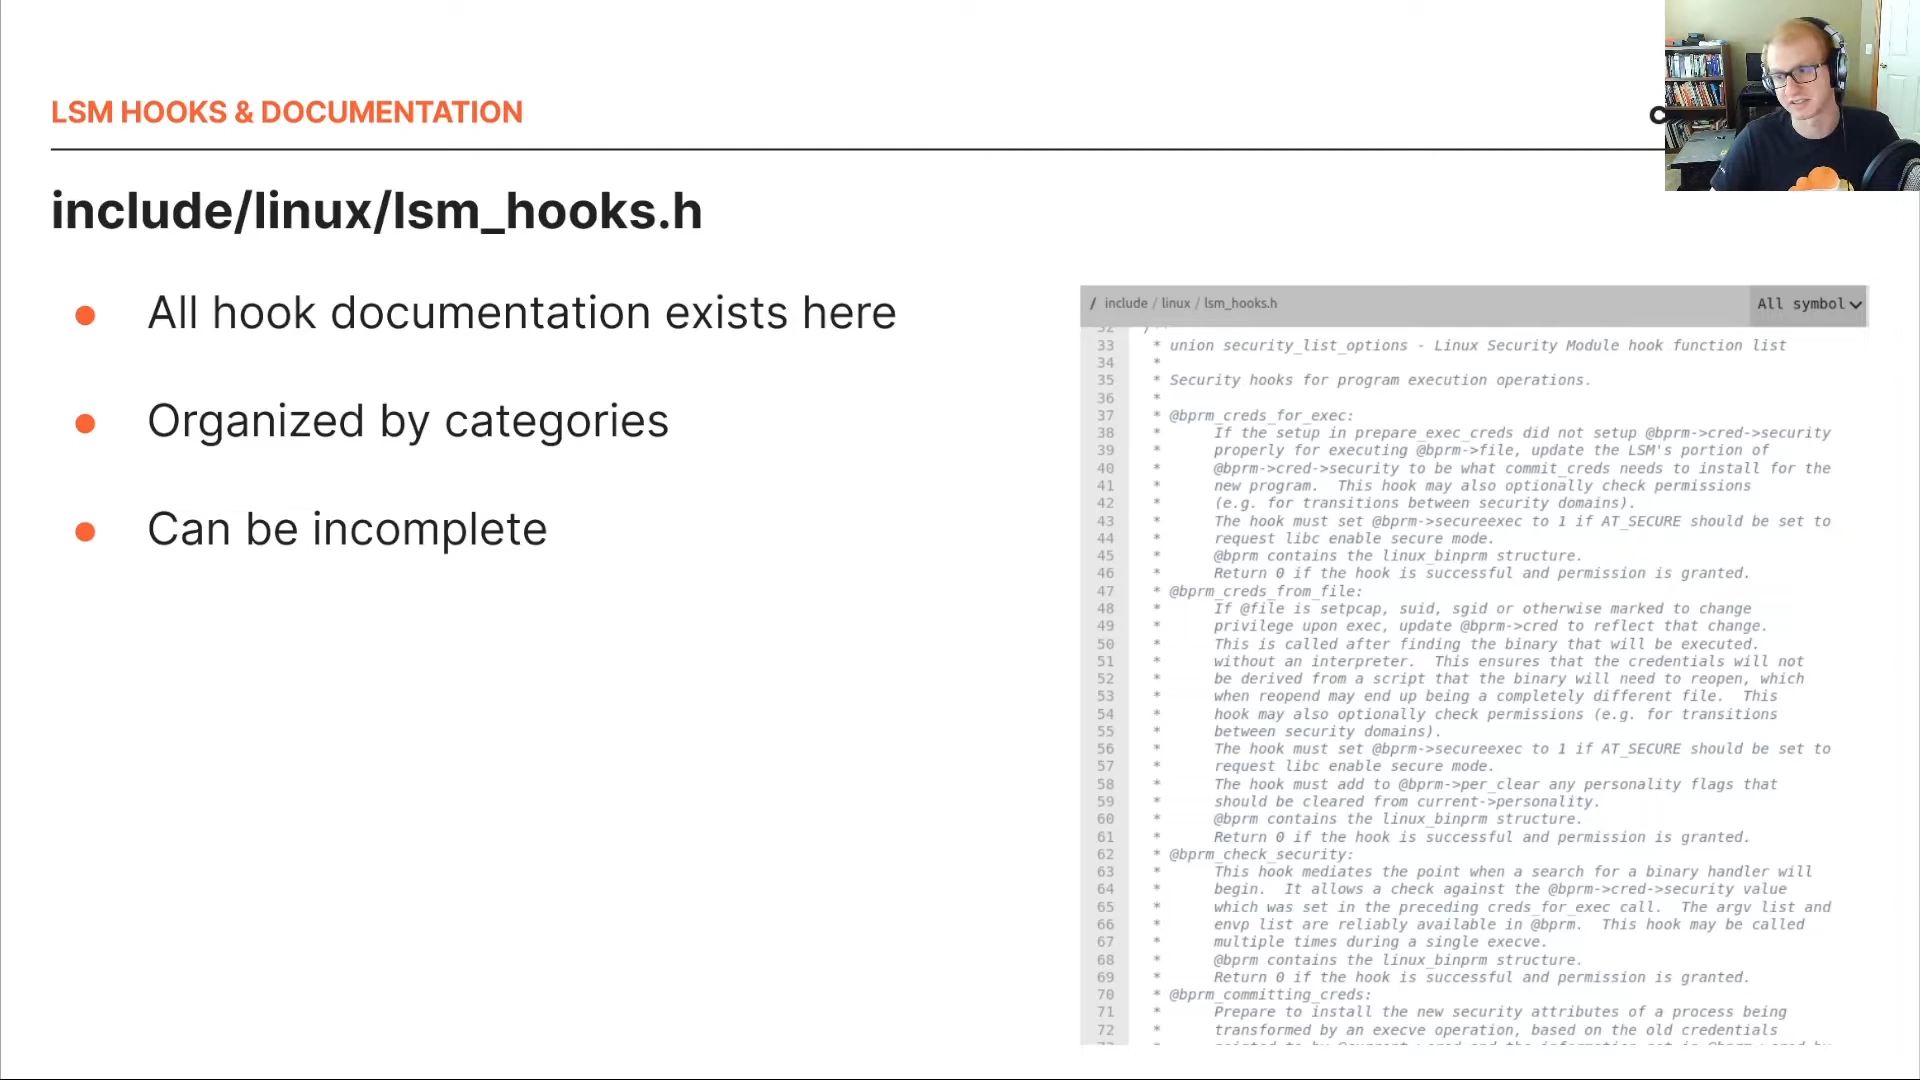 LSM HOOKS & DOCUMENTATION
include/linux/lsm_hooks.h
● All hook documentation exists here
● Organized by categories
● Can be incomplete
/ include / linux / lsm_hooks.h
All symbol
32 /**
33 * union security_list_options - Linux Security Module hook function list
34 *
35 * Security hooks for program execution operations.
36 *
37 * @bprm_creds_for_exec:
38 * If the setup in prepare_exec_creds did not setup @bprm->cred->security
39 * properly for executing @bprm->file, update the LSM's portion of
40 * @bprm->cred->security to be what commit_creds needs to install for the
41 * new program. This hook may also optionally check permissions
42 * (e.g. for transitions between security domains).
43 * The hook must set @bprm->secureexec to 1 if AT_SECURE should be set to
44 * request libc enable secure mode.
45 * @bprm contains the linux_binprm structure.
46 * Return 0 if the hook is successful and permission is granted.
47 * @bprm_creds_from_file:
48 * If @file is setpcap, suid, sgid or otherwise marked to change
49 * privilege upon exec, update @bprm->cred to reflect that change.
50 * This is called after finding the binary that will be executed.
51 * without an interpreter. This ensures that the credentials will not
52 * be derived from a script that the binary will need to reopen, which
53 * when reopend may end up being a completely different file. This
54 * hook may also optionally check permissions (e.g. for transitions
55 * between security domains).
56 * The hook must set @bprm->secureexec to 1 if AT_SECURE should be set to
57 * request libc enable secure mode.
58 * The hook must add to @bprm->per_clear any personality flags that
59 * should be cleared from current->personality.
60 * @bprm contains the linux_binprm structure.
61 * Return 0 if the hook is successful and permission is granted.
62 * @bprm_check_security:
63 * This hook mediates the point when a search for a binary handler will
64 * begin. It allows a check against the @bprm->cred->security value
65 * which was set in the preceding creds_for_exec call. The argv list and
66 * envp list are reliably available in @bprm. This hook may be called
67 * multiple times during a single execve.
68 * @bprm contains the linux_binprm structure.
69 * Return 0 if the hook is successful and permission is granted.
70 * @bprm_committing_creds:
71 * Prepare to install the new security attributes of a process being
72 * transformed by an execve operation, based on the old credentials